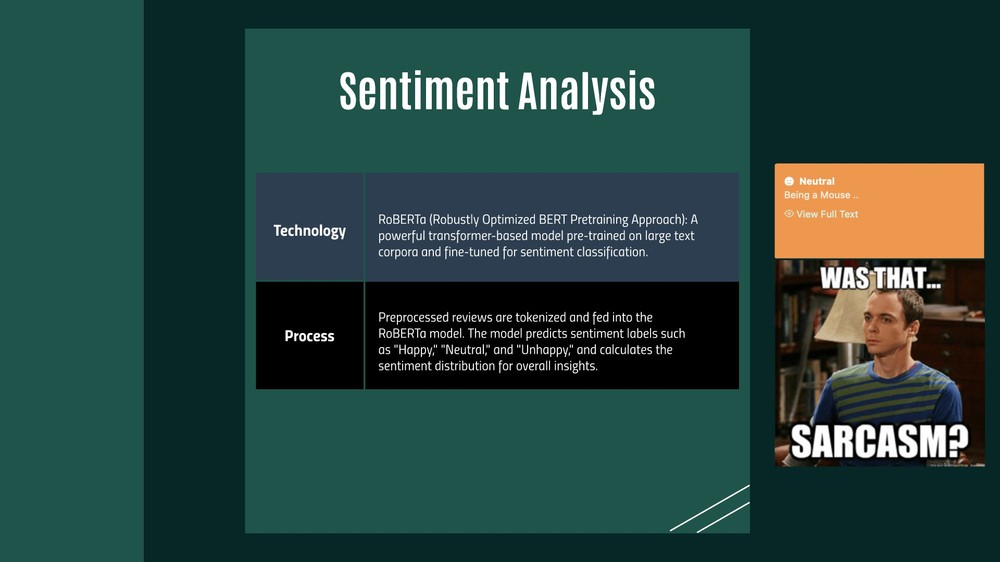 Sentiment Analysis
Technology
RoBERTa (Robustly Optimized BERT Pretraining Approach): A
powerful transformer-based model pre-trained on large text
corpora and fine-tuned for sentiment classification.
Process
Preprocessed reviews are tokenized and fed into the
RoBERTa model. The model predicts sentiment labels such
as "Happy," "Neutral," and "Unhappy," and calculates the
sentiment distribution for overall insights.
Neutral
Being a Mouse ..
View Full Text
WAS THAT...
SARCASM?
quickmeme.com